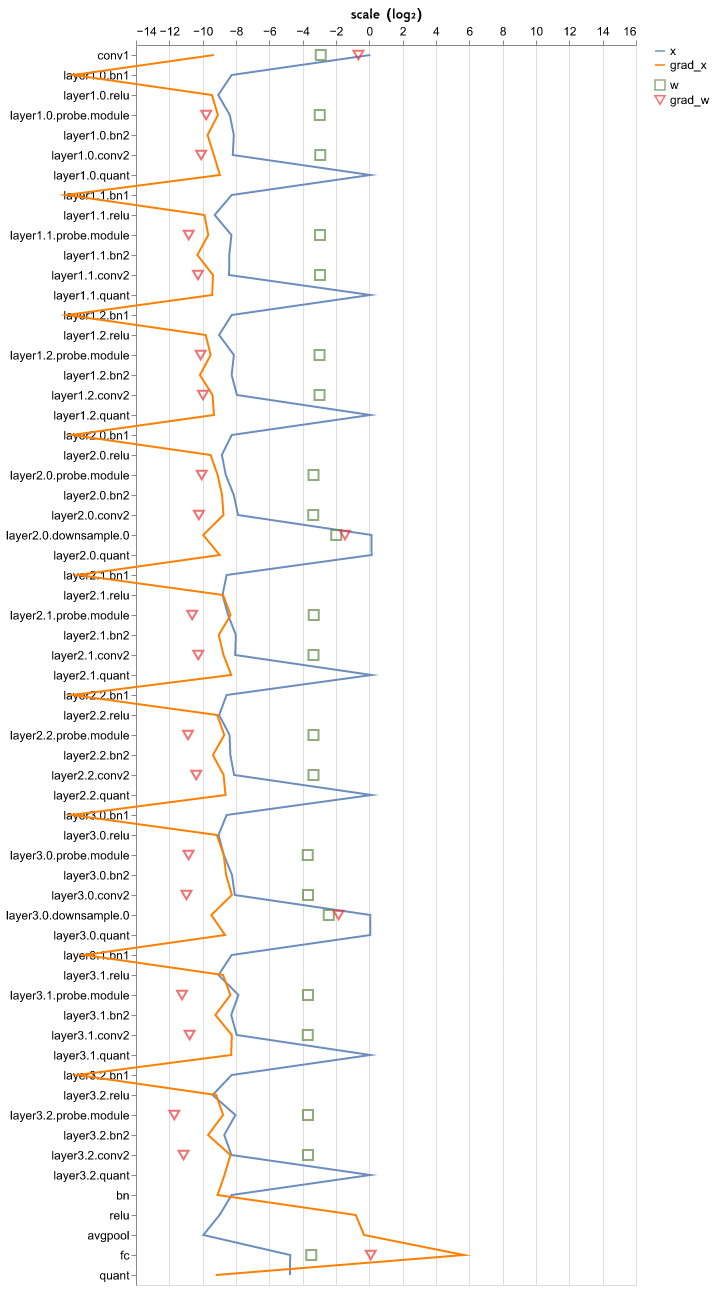 scale (log₂)
−14 −12 −10 −8 −6 −4 −2 0 2 4 6 8 10 12 14 16
x
grad_x
w
grad_w
conv1
layer1.0.bn1
layer1.0.relu
layer1.0.probe.module
layer1.0.bn2
layer1.0.conv2
layer1.0.quant
layer1.1.bn1
layer1.1.relu
layer1.1.probe.module
layer1.1.bn2
layer1.1.conv2
layer1.1.quant
layer1.2.bn1
layer1.2.relu
layer1.2.probe.module
layer1.2.bn2
layer1.2.conv2
layer1.2.quant
layer2.0.bn1
layer2.0.relu
layer2.0.probe.module
layer2.0.bn2
layer2.0.conv2
layer2.0.downsample.0
layer2.0.quant
layer2.1.bn1
layer2.1.relu
layer2.1.probe.module
layer2.1.bn2
layer2.1.conv2
layer2.1.quant
layer2.2.bn1
layer2.2.relu
layer2.2.probe.module
layer2.2.bn2
layer2.2.conv2
layer2.2.quant
layer3.0.bn1
layer3.0.relu
layer3.0.probe.module
layer3.0.bn2
layer3.0.conv2
layer3.0.downsample.0
layer3.0.quant
layer3.1.bn1
layer3.1.relu
layer3.1.probe.module
layer3.1.bn2
layer3.1.conv2
layer3.1.quant
layer3.2.bn1
layer3.2.relu
layer3.2.probe.module
layer3.2.bn2
layer3.2.conv2
layer3.2.quant
bn
relu
avgpool
fc
quant